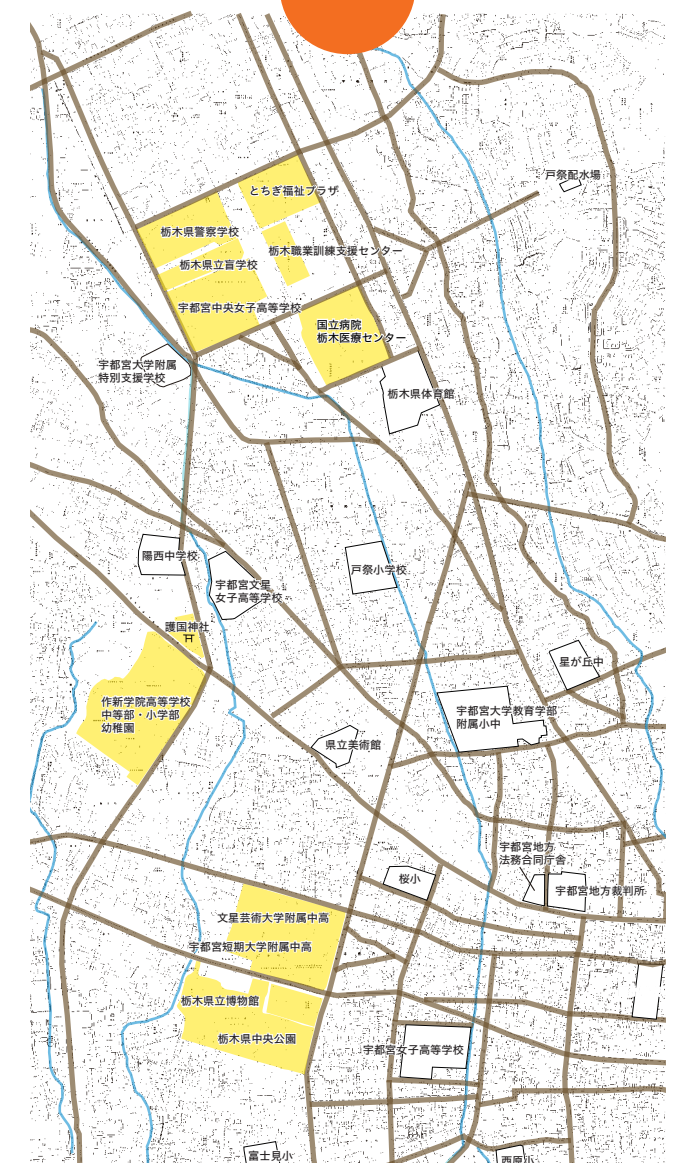 戸祭配水場
とちぎ福祉プラザ
栃木県警察学校
栃木職業訓練支援センター
栃木県立盲学校
宇都宮中央女子高等学校
国立病院
栃木医療センター
宇都宮大学附属
特別支援学校
栃木県体育館
陽西中学校
戸祭小学校
宇都宮文星
女子高等学校
護国神社
星が丘中
作新学院高等学校
中等部・小学部
幼稚園
宇都宮大学教育学部
附属小中
県立美術館
宇都宮地方
法務合同庁舎
桜小
宇都宮地方裁判所
文星芸術大学附属中高
宇都宮短期大学附属中高
栃木県立博物館
栃木県中央公園
宇都宮女子高等学校
富士見小
西原小